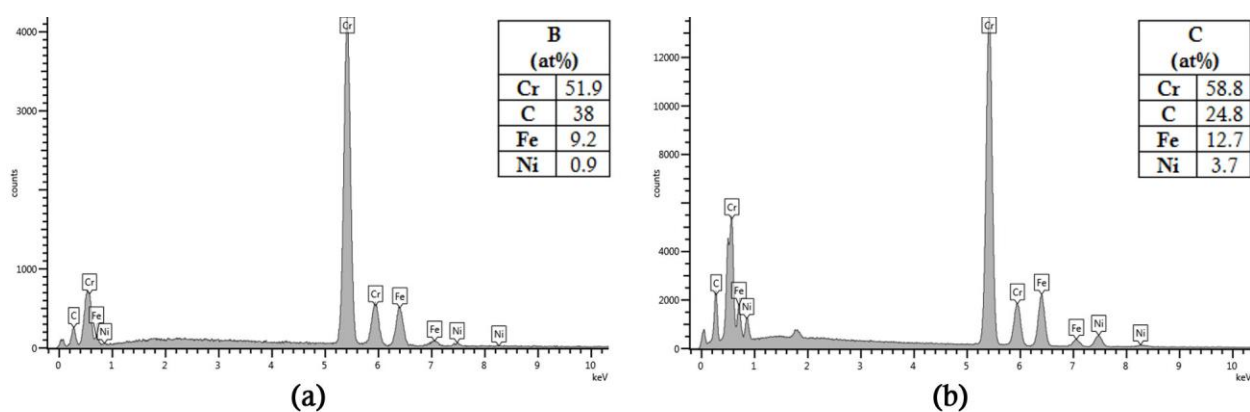 4000
3000
1000
0
counts
0 1 2 3 4 5 6 7 8 9 10
keV
C
Cr
Fe
Ni
Cr
Cr
Fe
Fe
Ni
Ni
B
(at%)
Cr 51.9
C 38
Fe 9.2
Ni 0.9
(a)
12000
10000
8000
6000
4000
2000
0
counts
0 1 2 3 4 5 6 7 8 9 10
keV
C
Cr
Fe
Ni
Cr
Cr
Fe
Fe
Ni
Ni
C
(at%)
Cr 58.8
C 24.8
Fe 12.7
Ni 3.7
(b)